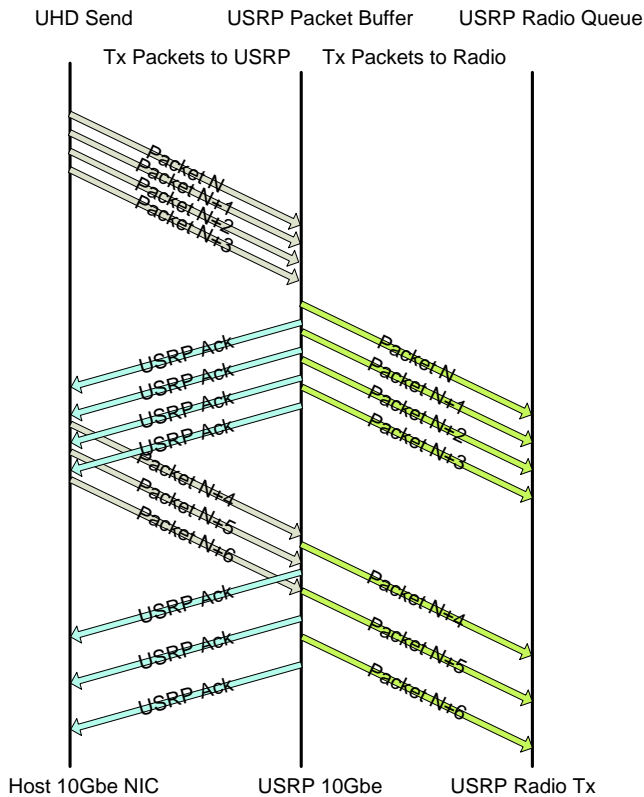 UHD Send
USRP Packet Buffer
USRP Radio Queue
Tx Packets to USRP
Tx Packets to Radio
Packet N
Packet N+1
Packet N+2
Packet N+3
USRP Ack
USRP Ack
USRP Ack
USRP Ack
Packet N
Packet N+1
Packet N+2
Packet N+3
Packet N+4
Packet N+5
Packet N+6
USRP Ack
USRP Ack
USRP Ack
Packet N+4
Packet N+5
Packet N+6
Host 10Gbe NIC
USRP 10Gbe
USRP Radio Tx